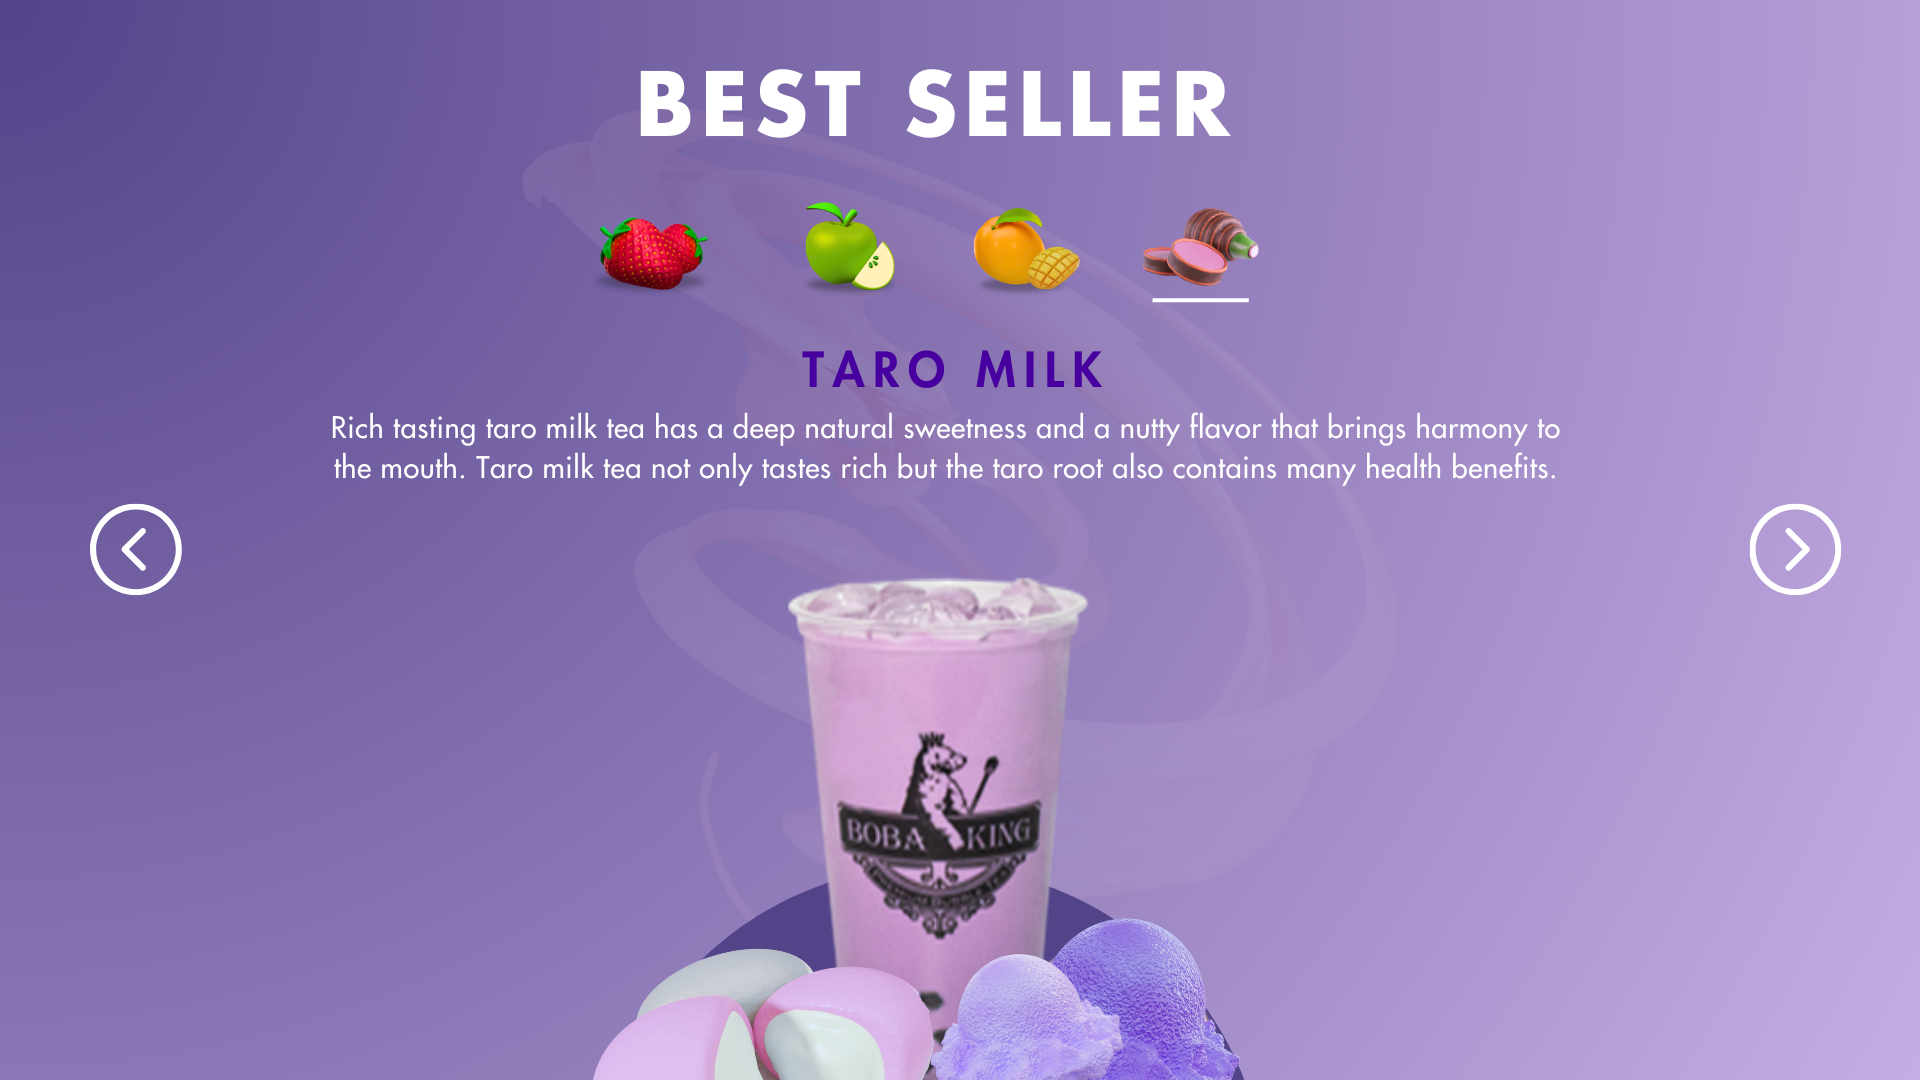 BEST SELLER
TARO MILK
Rich tasting taro milk tea has a deep natural sweetness and a nutty flavor that brings harmony to
the mouth. Taro milk tea not only tastes rich but the taro root also contains many health benefits.
BOBA KING